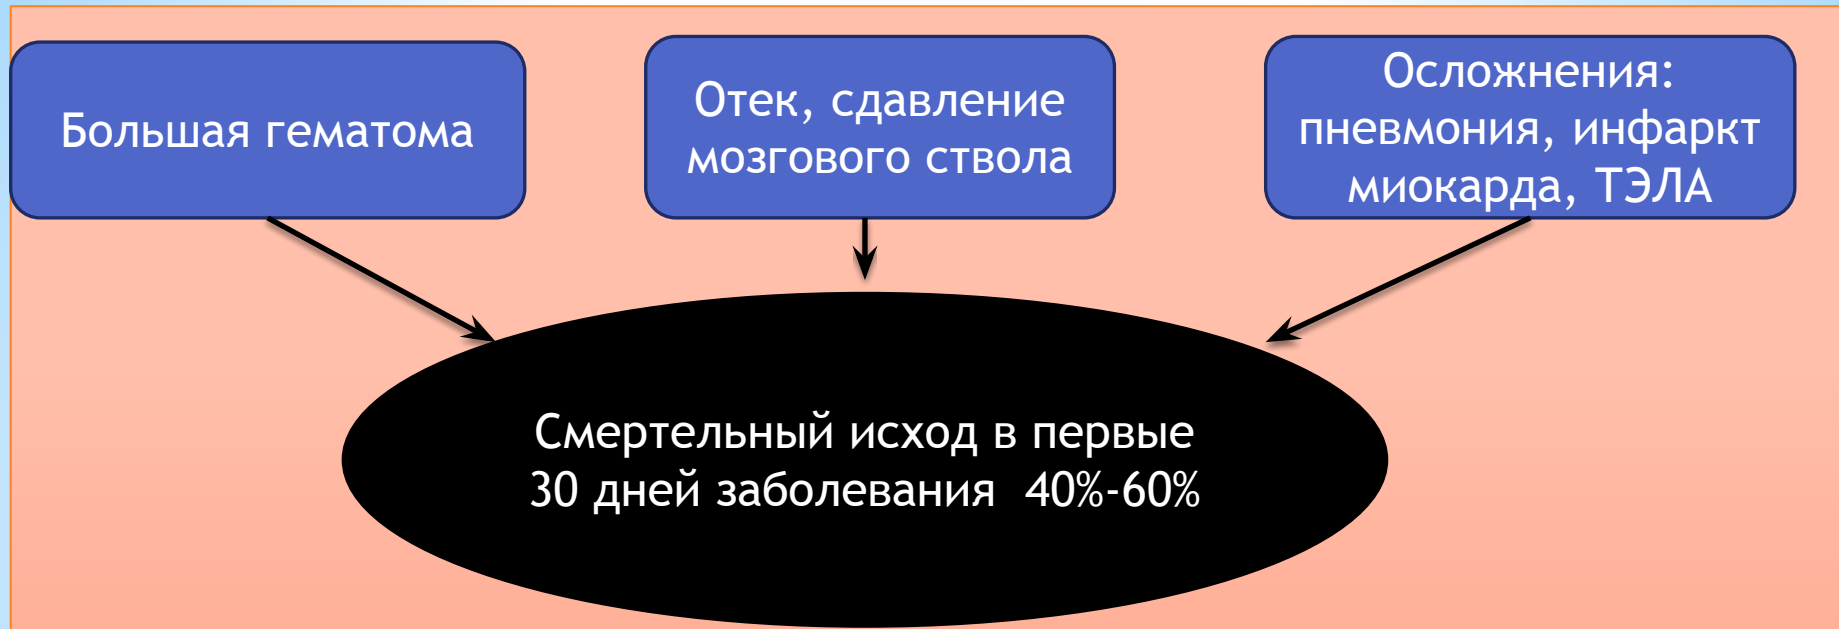 Большая гематома
Отек, сдавление
мозгового ствола
Осложнения:
пневмония, инфаркт
миокарда, ТЭЛА
Смертельный исход в первые
30 дней заболевания  40%-60%